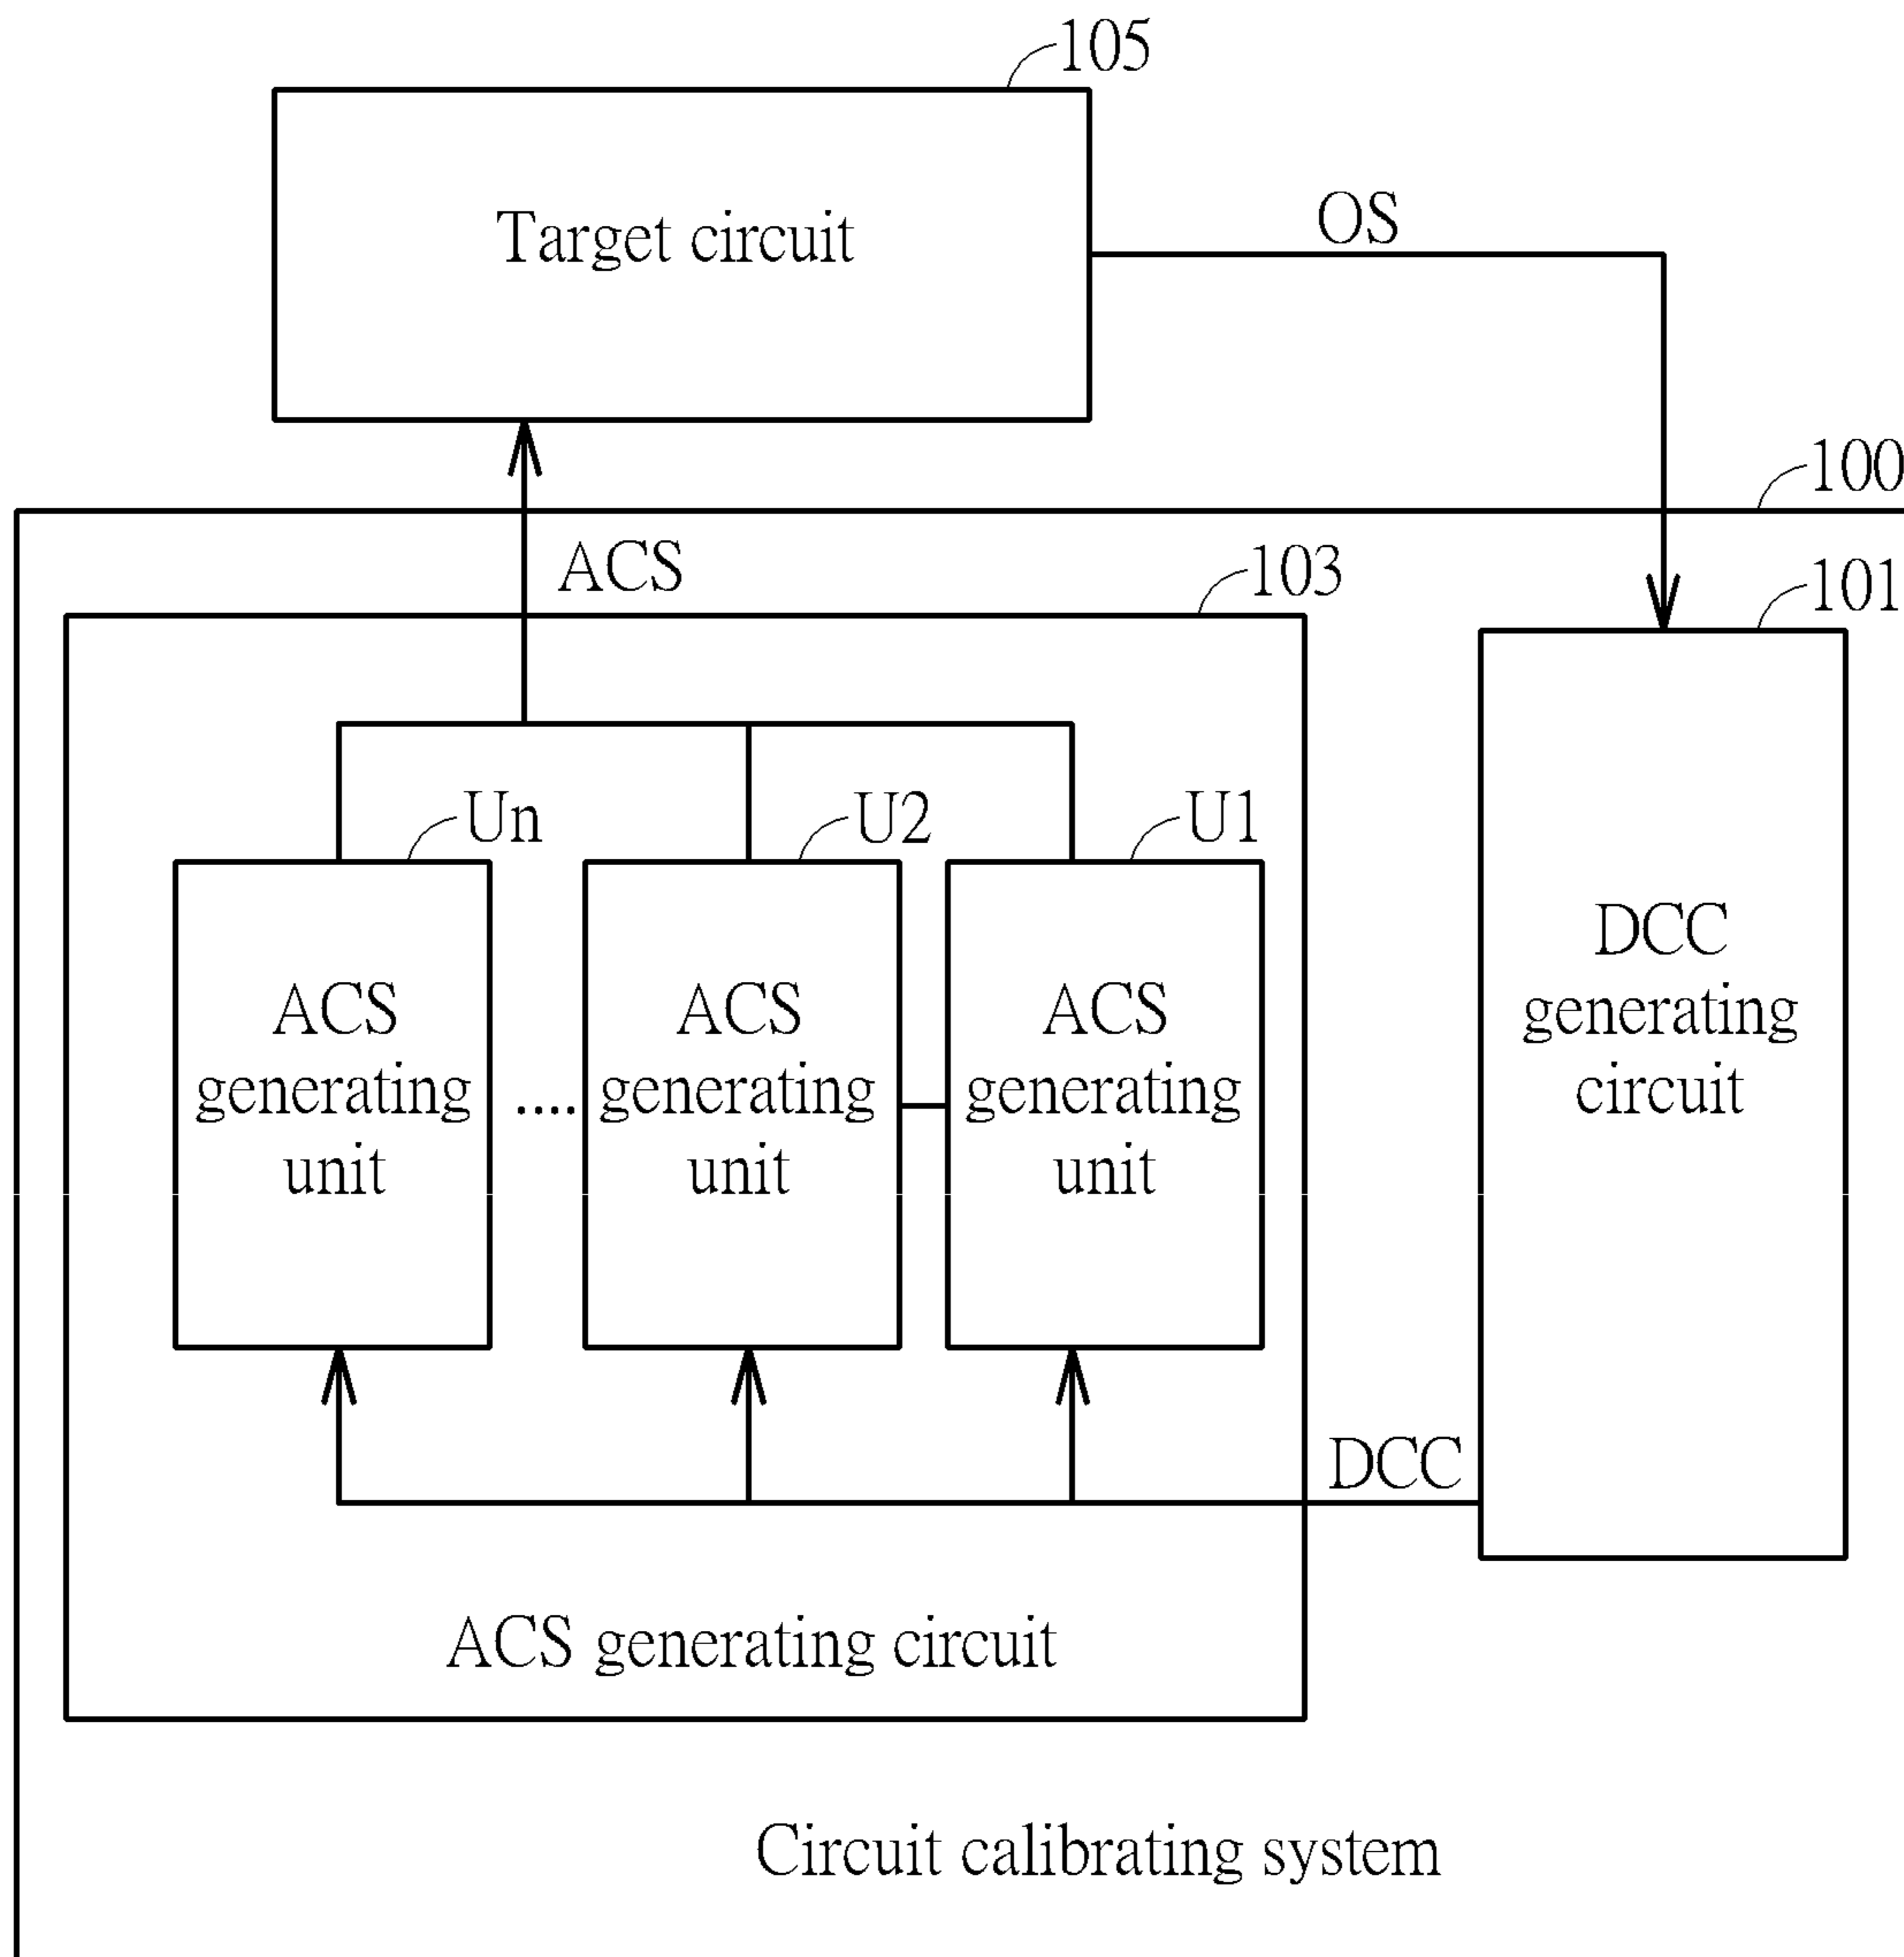 105
Target circuit
OS
100
ACS
103
101
Un
U2
U1
ACS
generating
unit
....
ACS
generating
unit
ACS
generating
unit
DCC
generating
circuit
DCC
ACS generating circuit
Circuit calibrating system